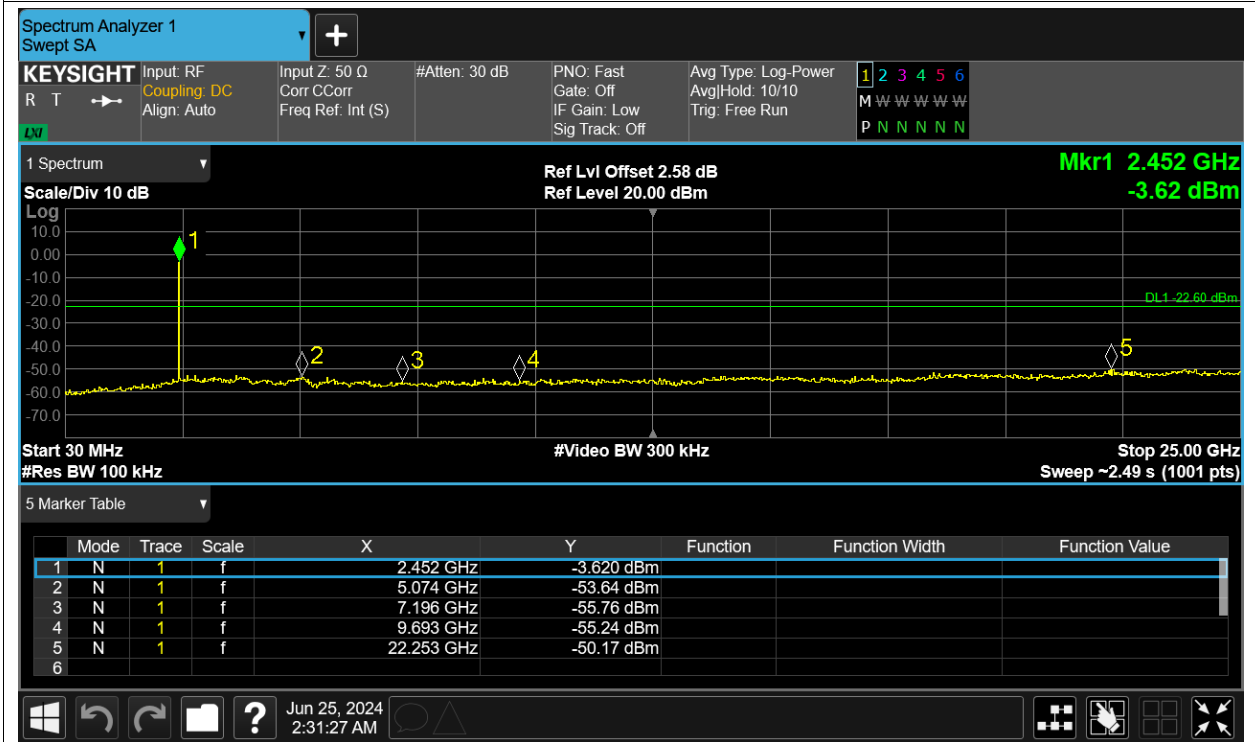 Spectrum Analyzer 1
Swept SA
KEYSIGHT
R T
LXI
Input: RF
Coupling: DC
Align: Auto
Input Z: 50 Ω
Corr CCorr
Freq Ref: Int (S)
#Atten: 30 dB
PNO: Fast
Gate: Off
IF Gain: Low
Sig Track: Off
Avg Type: Log-Power
Avg|Hold: 10/10
Trig: Free Run
1 2 3 4 5 6
M W W W W W
P N N N N N
1 Spectrum
Scale/Div 10 dB
Ref Lvl Offset 2.58 dB
Ref Level 20.00 dBm
Mkr1 2.452 GHz
-3.62 dBm
Log
10.0
0.00
-10.0
-20.0
-30.0
-40.0
-50.0
-60.0
-70.0
1
2
3
4
5
DL1 -22.60 dBm
Start 30 MHz
#Res BW 100 kHz
#Video BW 300 kHz
Stop 25.00 GHz
Sweep ~2.49 s (1001 pts)
5 Marker Table
Mode Trace Scale X Y Function Function Width Function Value
1 N 1 f 2.452 GHz -3.620 dBm
2 N 1 f 5.074 GHz -53.64 dBm
3 N 1 f 7.196 GHz -55.76 dBm
4 N 1 f 9.693 GHz -55.24 dBm
5 N 1 f 22.253 GHz -50.17 dBm
6
?
Jun 25, 2024
2:31:27 AM